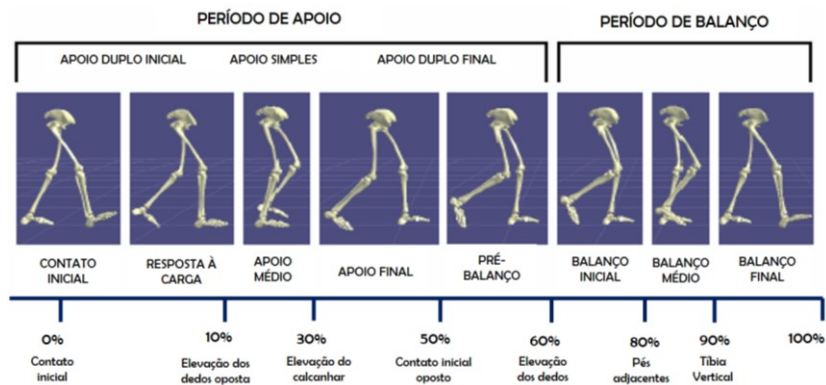 PERÍODO DE APOIO
PERÍODO DE BALANÇO
APOIO DUPLO INICIAL
APOIO SIMPLES
APOIO DUPLO FINAL
CONTATO
INICIAL
RESPOSTA À
CARGA
APOIO
MÉDIO
APOIO FINAL
PRÉ-
BALANÇO
BALANÇO
INICIAL
BALANÇO
MÉDIO
BALANÇO
FINAL
0%
Contato
inicial
10%
Elevação dos
dedos oposta
30%
Elevação do
calcanhar
50%
Contato inicial
oposto
60%
Elevação
dos dedos
80%
Pés
adjacentes
90%
Tíbia
Vertical
100%